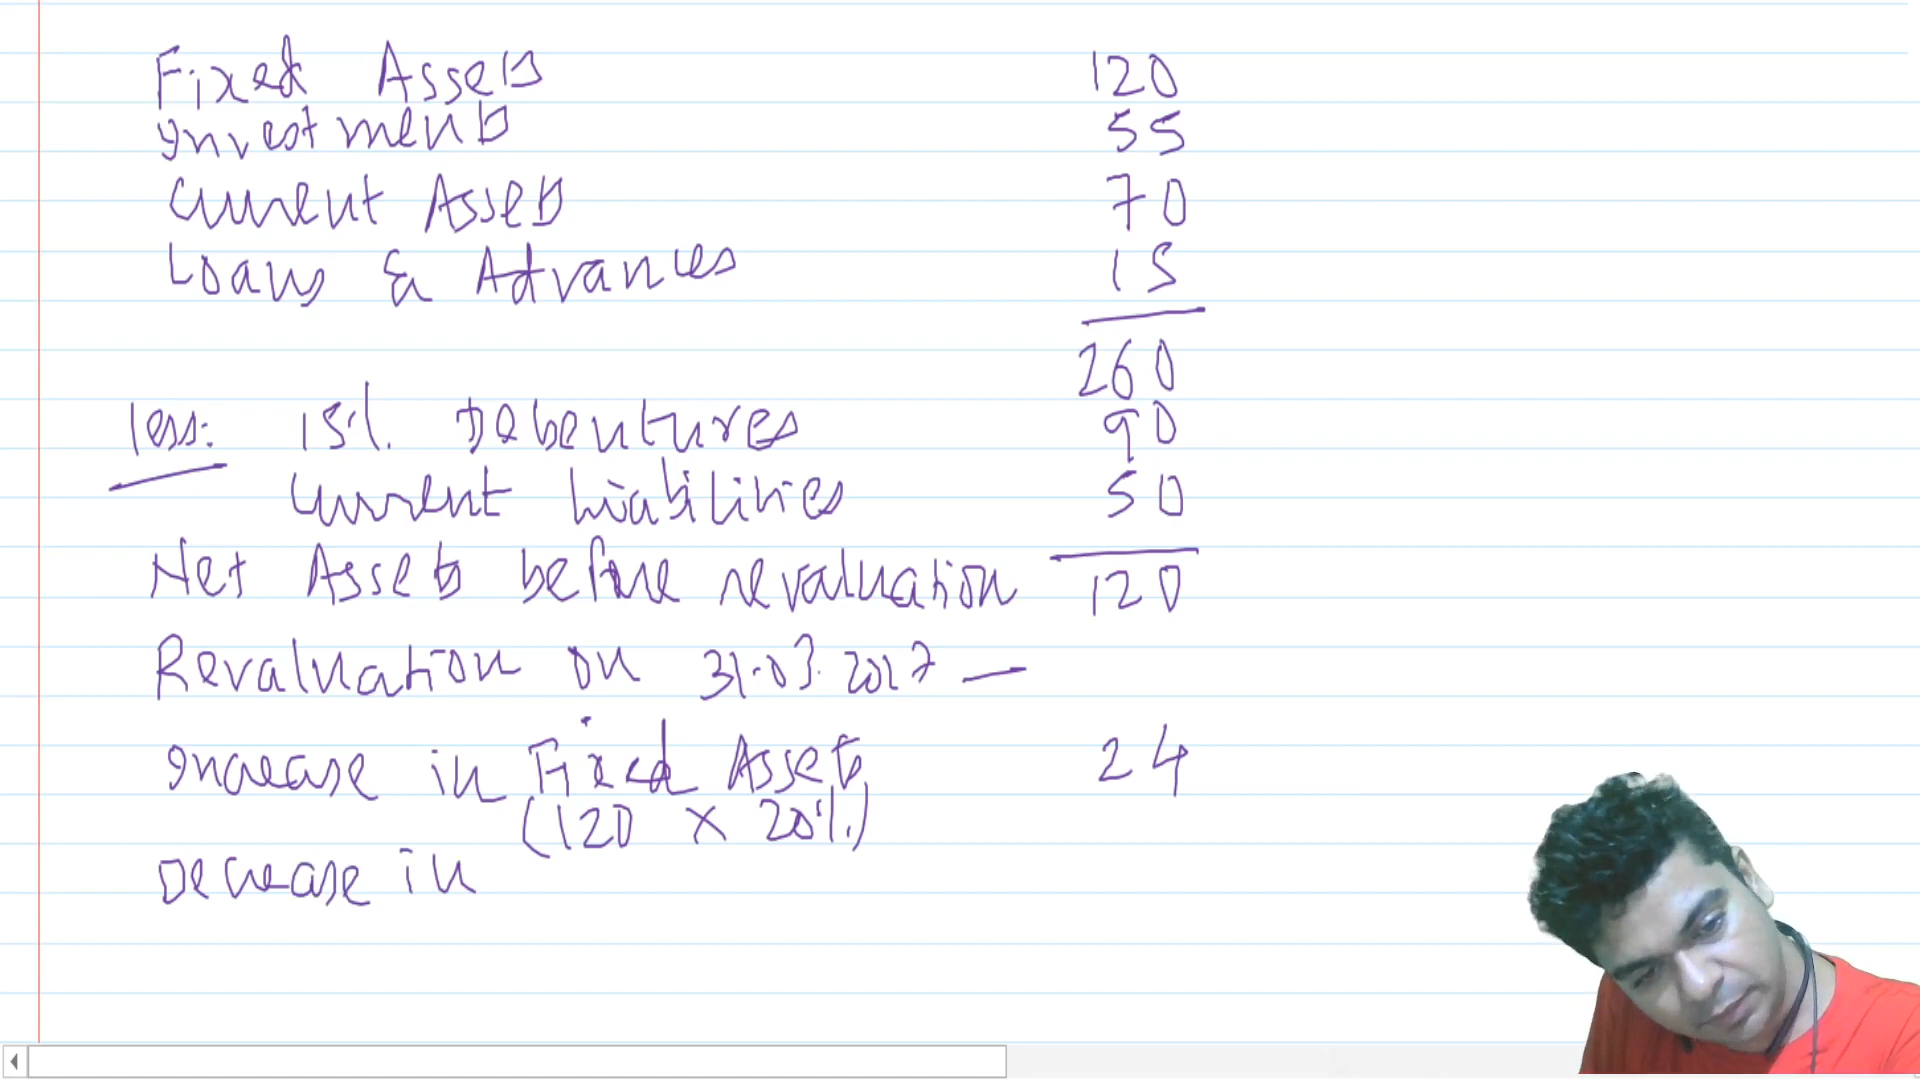 Fixed Assets 120
Investments 55
Current Assets 70
Loans & Advances 15
260
less: 15% Debentures 90
Current Liabilities 50
Net Assets before revaluation 120
Revaluation on 31.03.2017 —
Increase in Fixed Assets 24
(120 x 20%)
Decrease in